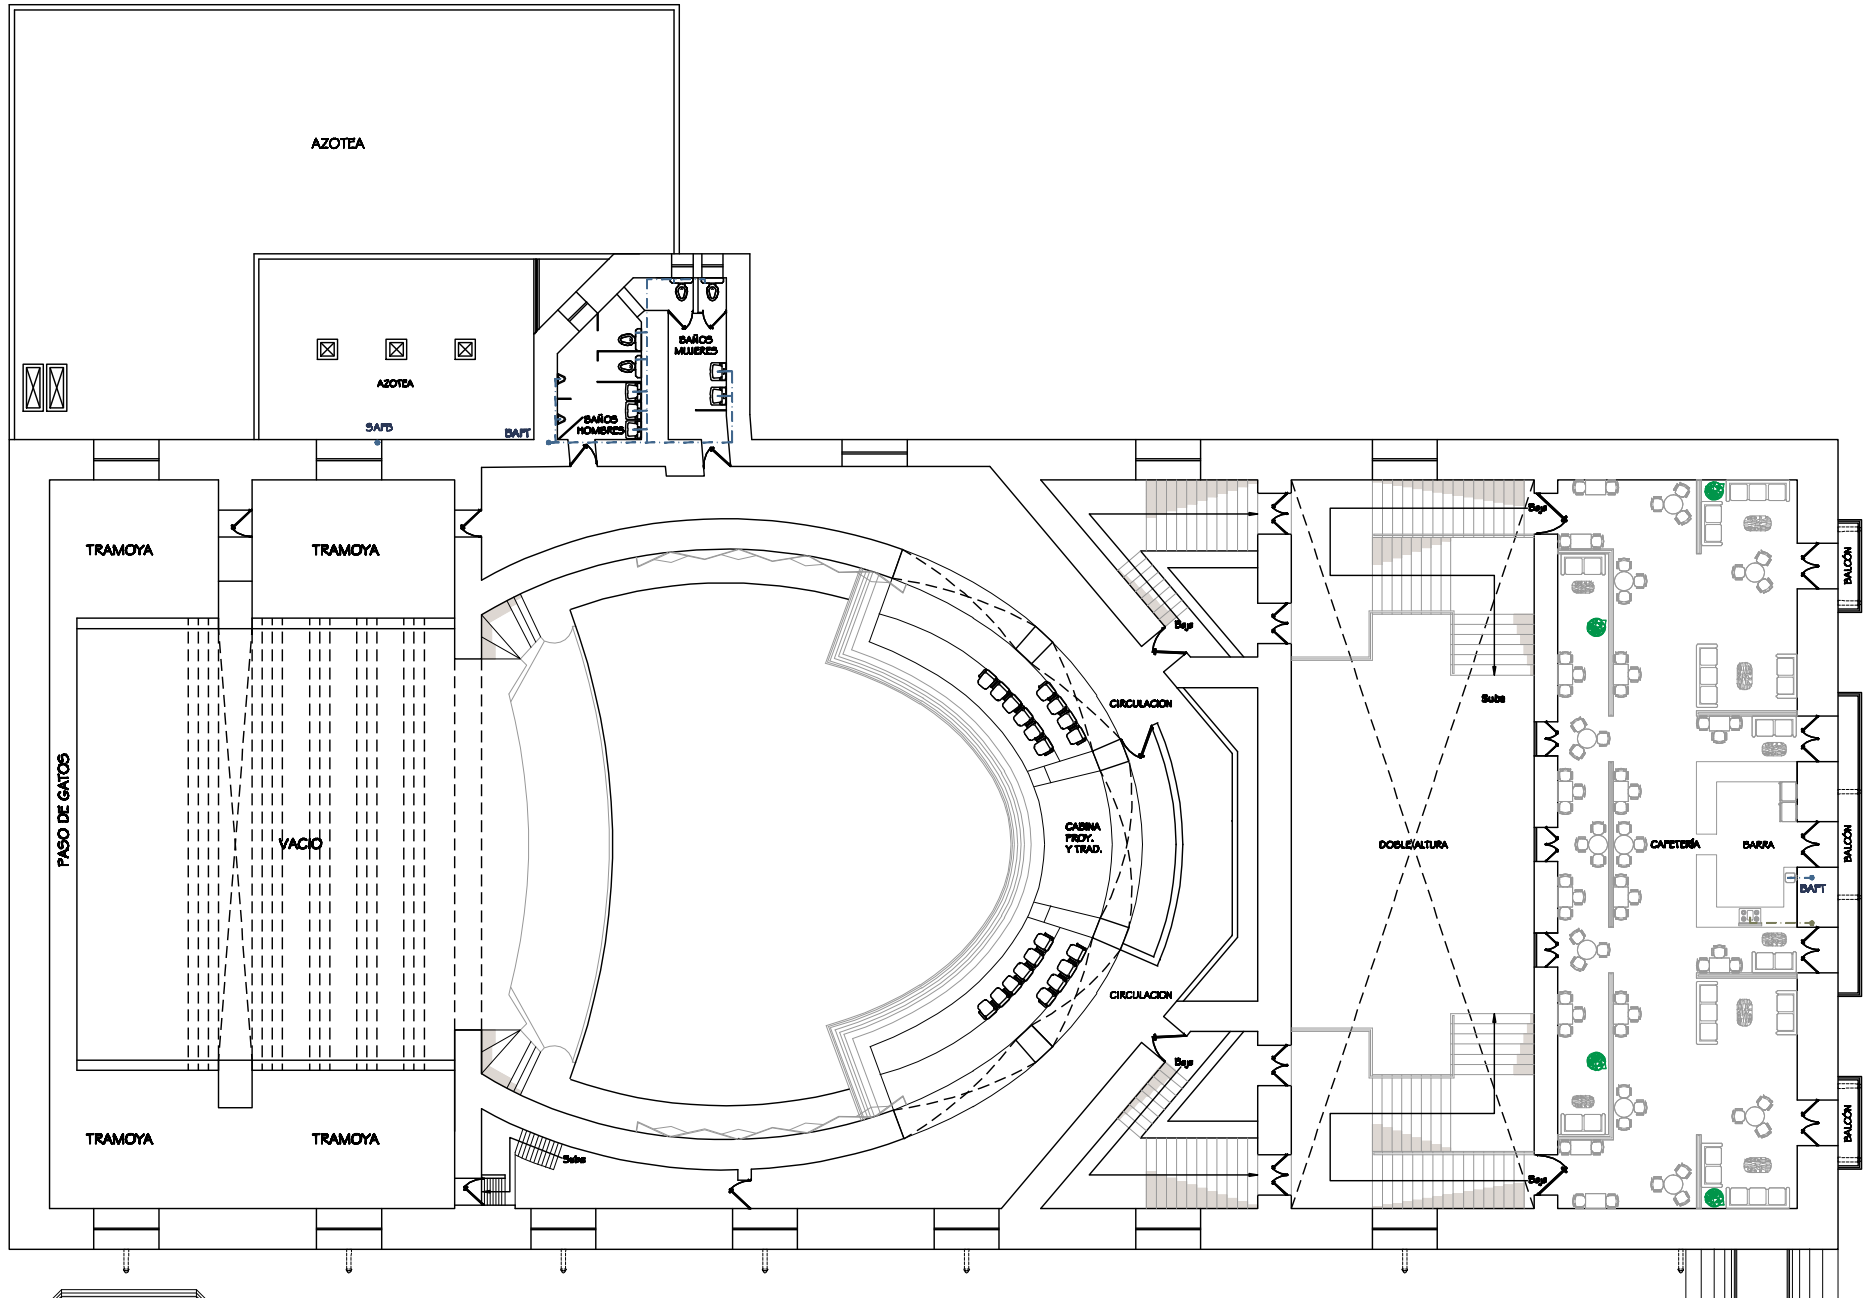 AZOTEA
BAÑOS
MUJERES
AZOTEA
SAFB
BAFT
BAÑOS
HOMBRES
TRAMOYA
TRAMOYA
Baja
BALCÓN
Baja
Sube
CIRCULACION
PASO DE GATOS
VACIO
CABINA
PROY.
Y TRAD.
DOBLE ALTURA
CAFETERÍA
BARRA
BALCÓN
BAFT
CIRCULACION
Baja
TRAMOYA
TRAMOYA
BALCÓN
Sube
Baja